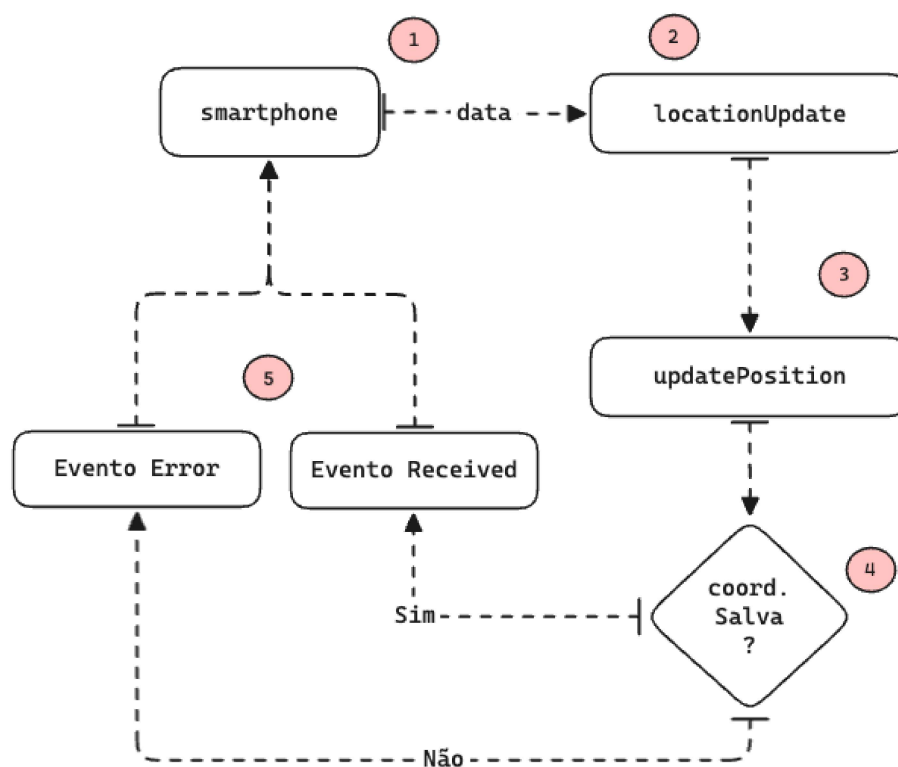 1
2
smartphone
data
locationUpdate
3
updatePosition
5
Evento Error
Evento Received
4
coord.
Salva
?
Sim
Não